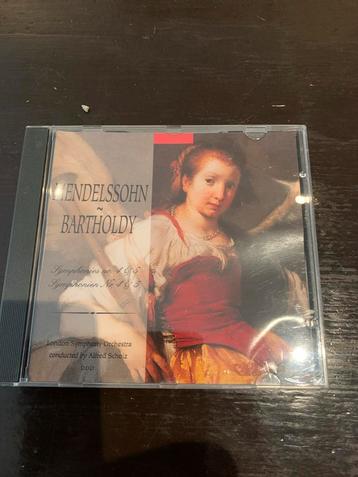 MENDELSSOHN
~
BARTHOLDY
Symphonies no. 4 & 5
Symphonien Nr 4 & 5
London Symphony Orchestra
conducted by Alfred Scholz
DDD